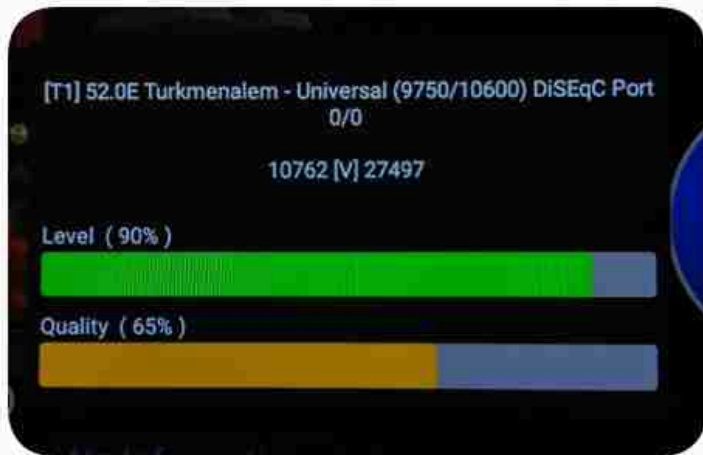 [T1] 52.0E Turkmenalem - Universal (9750/10600) DiSEqC Port
0/0
10762 [V] 27497
Level ( 90% )
Quality ( 65% )